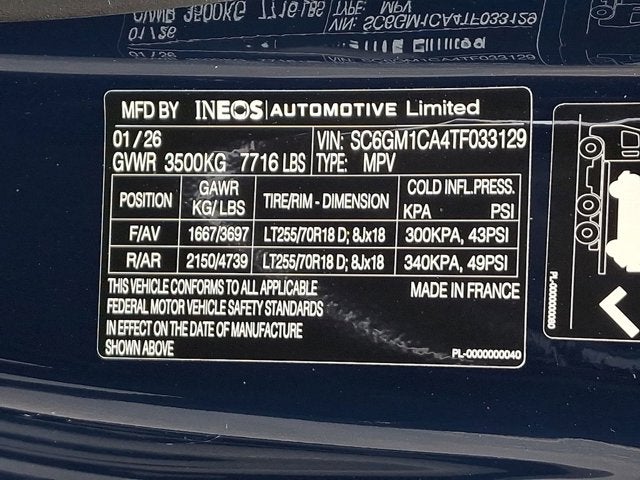 MFD BY INEOS AUTOMOTIVE Limited
01/26 VIN: SC6GM1CA4TF033129
GVWR 3500KG 7716 LBS TYPE: MPV
POSITION GAWR KG/LBS TIRE/RIM - DIMENSION COLD INFL.PRESS. KPA PSI
F/AV 1667/3697 LT255/70R18 D; 8Jx18 300KPA, 43PSI
R/AR 2150/4739 LT255/70R18 D; 8Jx18 340KPA, 49PSI
THIS VEHICLE CONFORMS TO ALL APPLICABLE MADE IN FRANCE
FEDERAL MOTOR VEHICLE SAFETY STANDARDS
IN EFFECT ON THE DATE OF MANUFACTURE
SHOWN ABOVE PL-0000000040
PL-0000000080